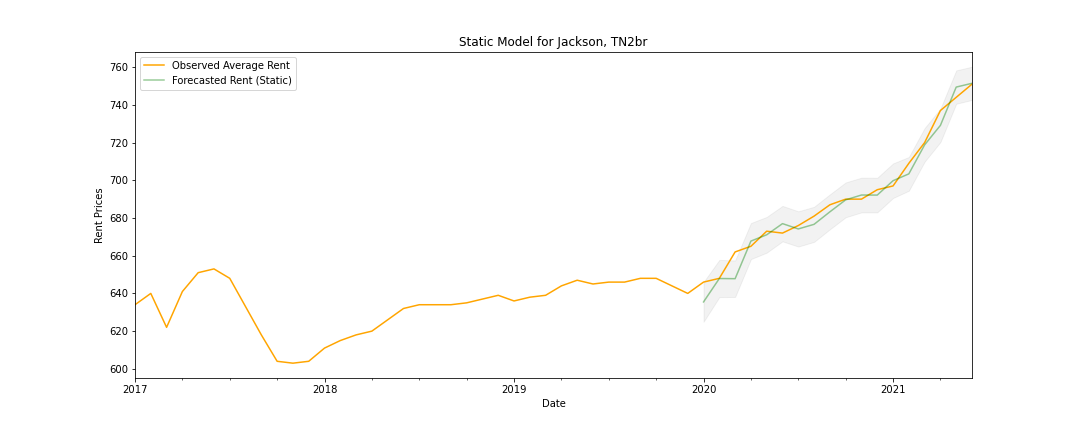 Static Model for Jackson, TN2br
Observed Average Rent
Forecasted Rent (Static)
760
740
720
700
680
660
640
620
600
Rent Prices
2017
2018
2019
2020
2021
Date